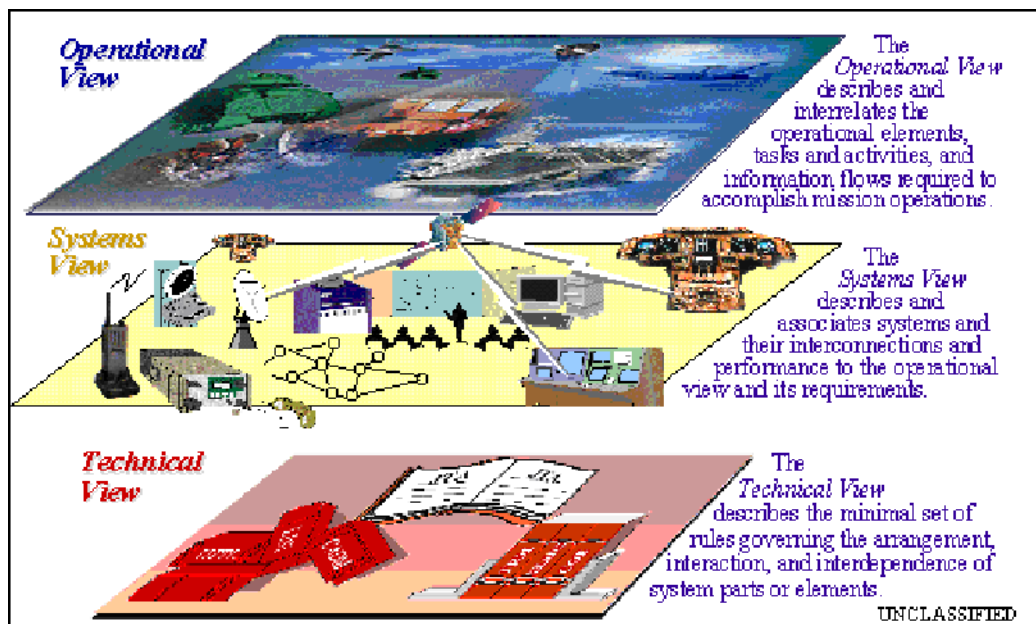 Operational
View
The
Operational View
describes and
interrelates the
operational elements,
tasks and activities, and
information flows required to
accomplish mission operations.
Systems
View
The
Systems View
describes and
associates systems and
their interconnections and
performance to the operational
view and its requirements.
Technical
View
The
Technical View
describes the minimal set of
rules governing the arrangement,
interaction, and interdependence of
system parts or elements.
JTA
UNCLASSIFIED